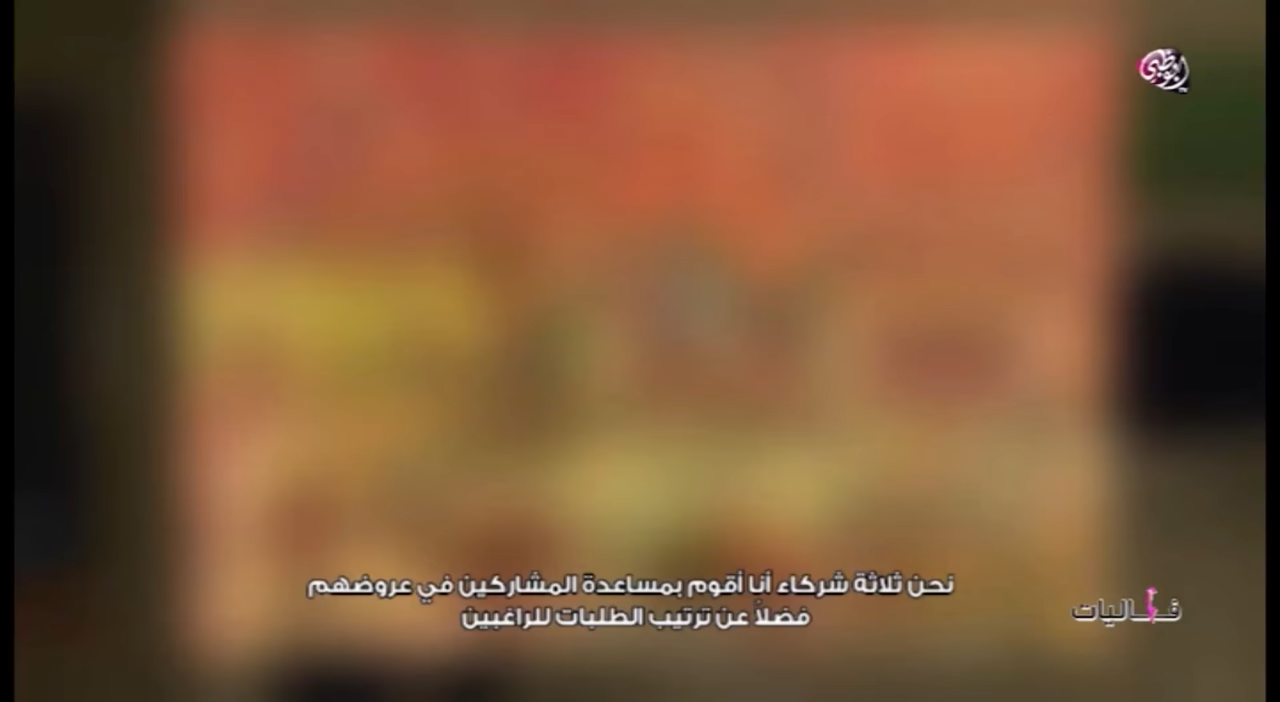 أبوظبي
نحن ثلاثة شركاء أنا أقوم بمساعدة المشاركين في عروضهم
فضلاً عن ترتيب الطلبات للراغبين
فعاليات